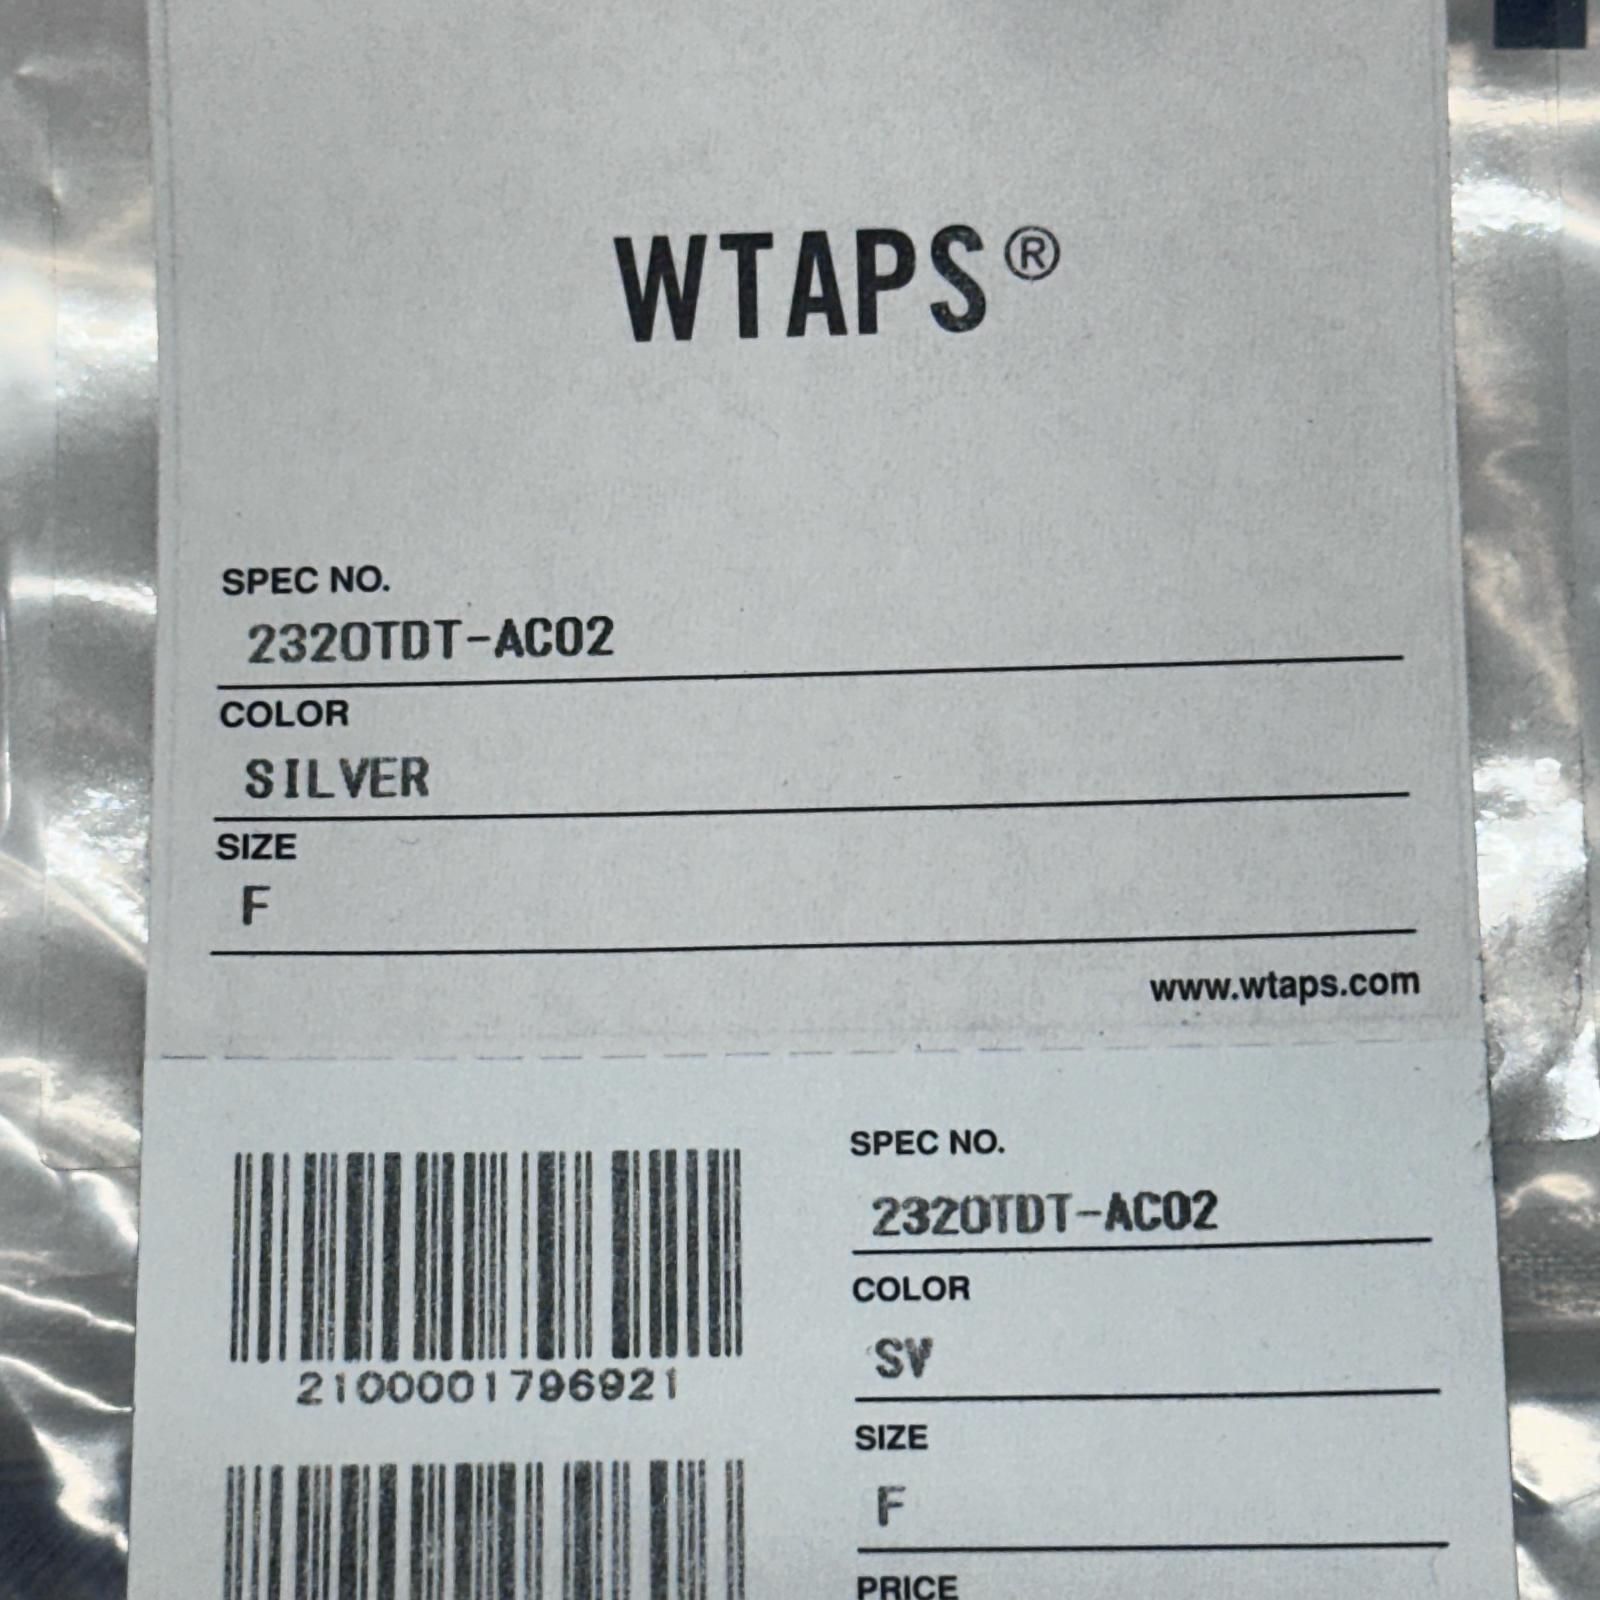 WTAPS®
SPEC NO.
232OTDT-AC02
COLOR
SILVER
SIZE
F
www.wtaps.com
2100001796921
SPEC NO.
232OTDT-AC02
COLOR
SV
SIZE
F
PRICE